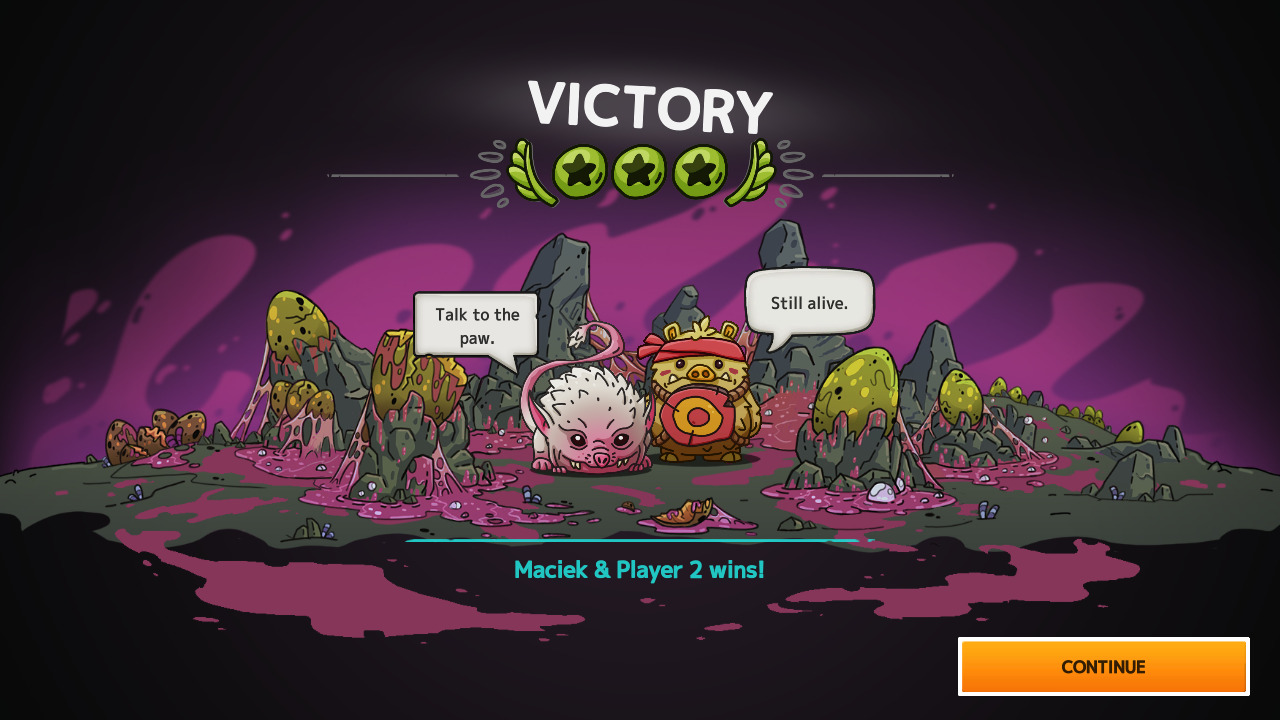 VICTORY
Talk to the
paw.
Still alive.
Maciek & Player 2 wins!
CONTINUE